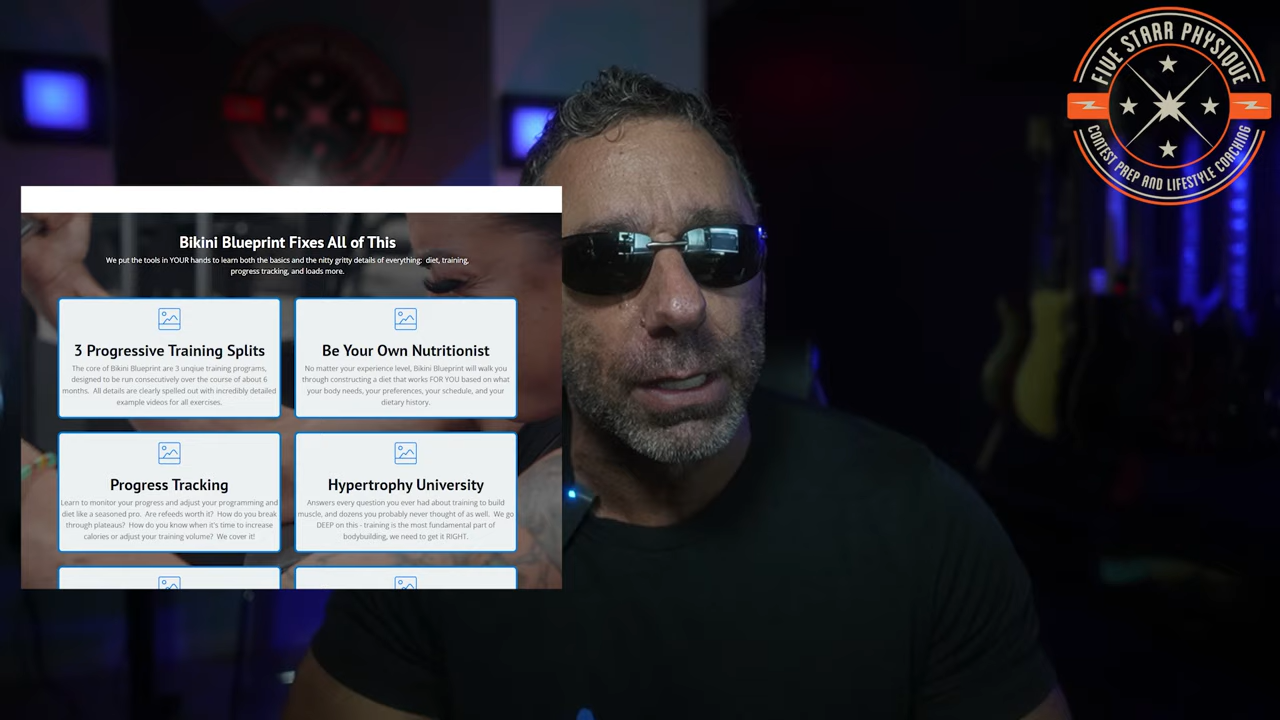 FIVE STARR PHYSIQUE
CONTEST PREP AND LIFESTYLE COACHING
Bikini Blueprint Fixes All of This
We put the tools in YOUR hands to learn both the basics and the nitty gritty details of everything: diet, training,
progress tracking, and loads more.
3 Progressive Training Splits
The core of Bikini Blueprint are 3 unqiue training programs,
designed to be run consecutively over the course of about 6
months. All details are clearly spelled out with incredibly detailed
example videos for all exercises.
Be Your Own Nutritionist
No matter your experience level, Bikini Blueprint will walk you
through constructing a diet that works FOR YOU based on what
your body needs, your preferences, your schedule, and your
dietary history.
Progress Tracking
Learn to monitor your progress and adjust your programming and
diet like a seasoned pro. Are refeeds worth it? How do you break
through plateaus? How do you know when it's time to increase
calories or adjust your training volume? We cover it!
Hypertrophy University
Answers every question you ever had about training to build
muscle, and dozens you probably never thought of as well. We go
DEEP on this - training is the most fundamental part of
bodybuilding, we need to get it RIGHT.